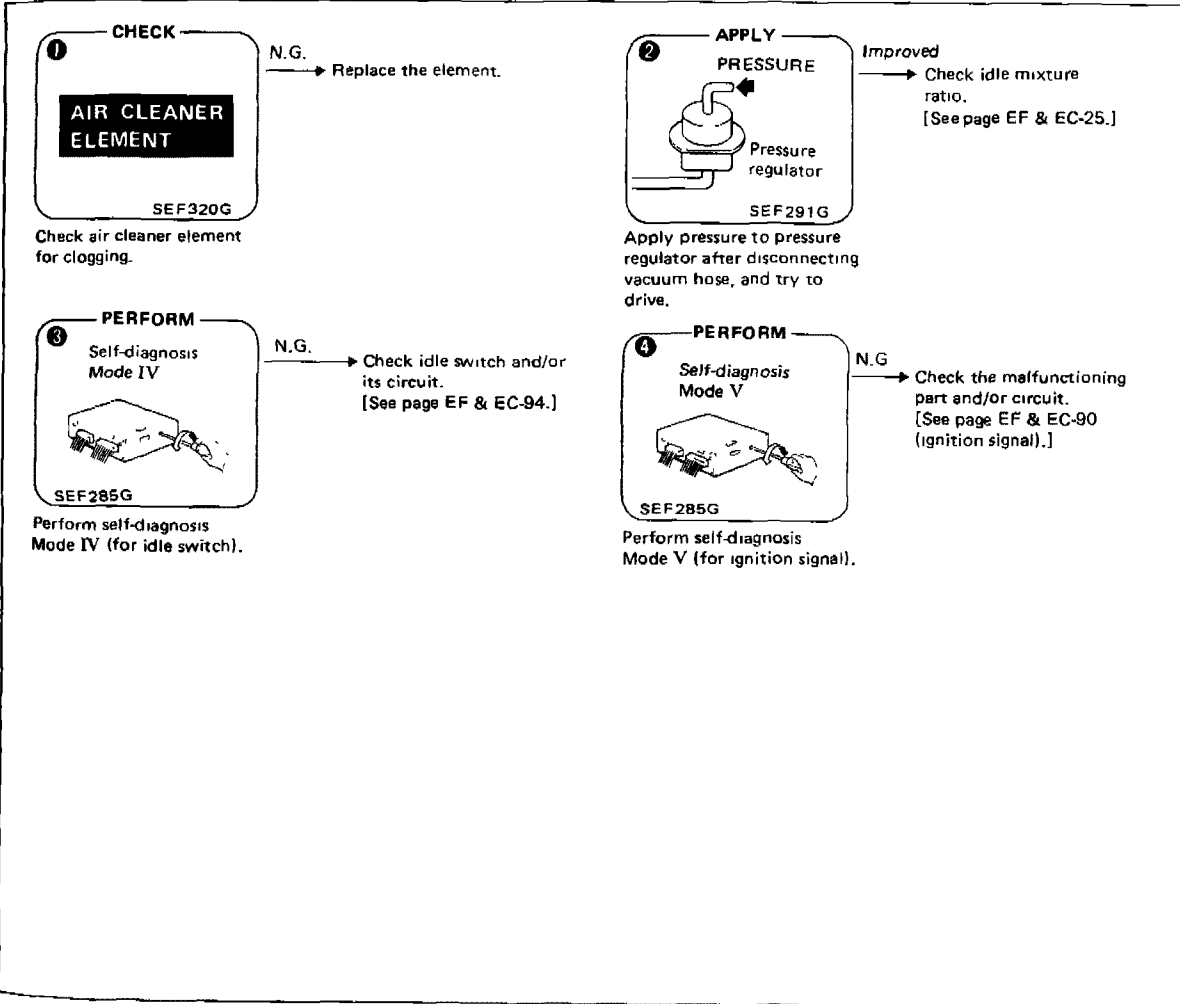 1
CHECK
AIR CLEANER
ELEMENT
SEF320G
N.G.
Replace the element.
Check air cleaner element
for clogging.
2
APPLY
PRESSURE
Pressure
regulator
SEF291G
Improved
Check idle mixture
ratio.
[See page EF & EC-25.]
Apply pressure to pressure
regulator after disconnecting
vacuum hose, and try to
drive.
3
PERFORM
Self-diagnosis
Mode IV
SEF285G
N.G.
Check idle switch and/or
its circuit.
[See page EF & EC-94.]
Perform self-diagnosis
Mode IV (for idle switch).
4
PERFORM
Self-diagnosis
Mode V
SEF285G
N.G
Check the malfunctioning
part and/or circuit.
[See page EF & EC-90
(ignition signal).]
Perform self-diagnosis
Mode V (for ignition signal).